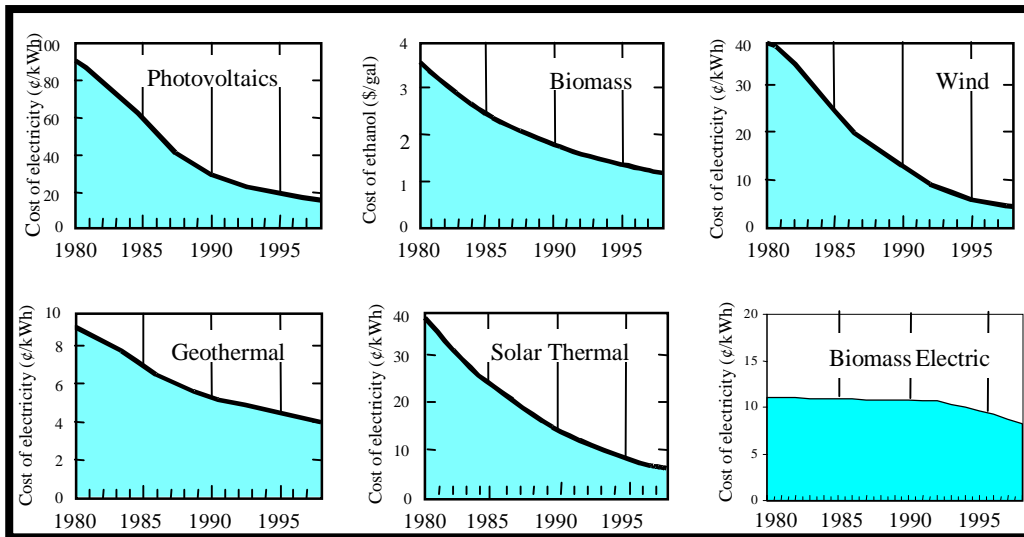 Cost of electricity (¢/kWh)
100
80
60
40
20
0
Photovoltaics
1980 1985 1990 1995
Cost of ethanol ($/gal)
4
3
2
1
0
Biomass
1980 1985 1990 1995
Cost of electricity (¢/kWh)
40
30
20
10
0
Wind
1980 1985 1990 1995
Cost of electricity (¢/kWh)
10
8
6
4
2
0
Geothermal
1980 1985 1990 1995
Cost of electricity (¢/kWh)
40
30
20
10
0
Solar Thermal
1980 1985 1990 1995
Cost of electricity (¢/kWh)
20
15
10
5
0
Biomass Electric
1980 1985 1990 1995